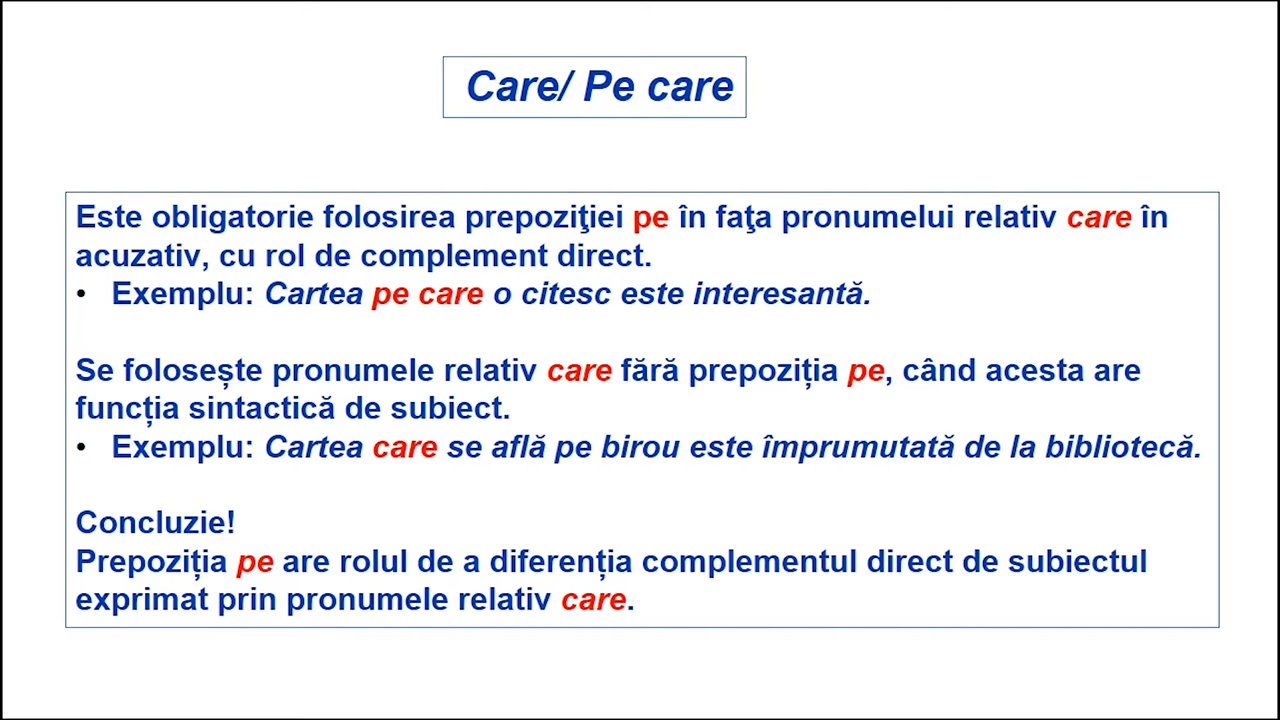 Care/ Pe care
Este obligatorie folosirea prepoziţiei pe în faţa pronumelui relativ care în
acuzativ, cu rol de complement direct.
• Exemplu: Cartea pe care o citesc este interesantă.
Se folosește pronumele relativ care fără prepoziția pe, când acesta are
funcția sintactică de subiect.
• Exemplu: Cartea care se află pe birou este împrumutată de la bibliotecă.
Concluzie!
Prepoziția pe are rolul de a diferenția complementul direct de subiectul
exprimat prin pronumele relativ care.